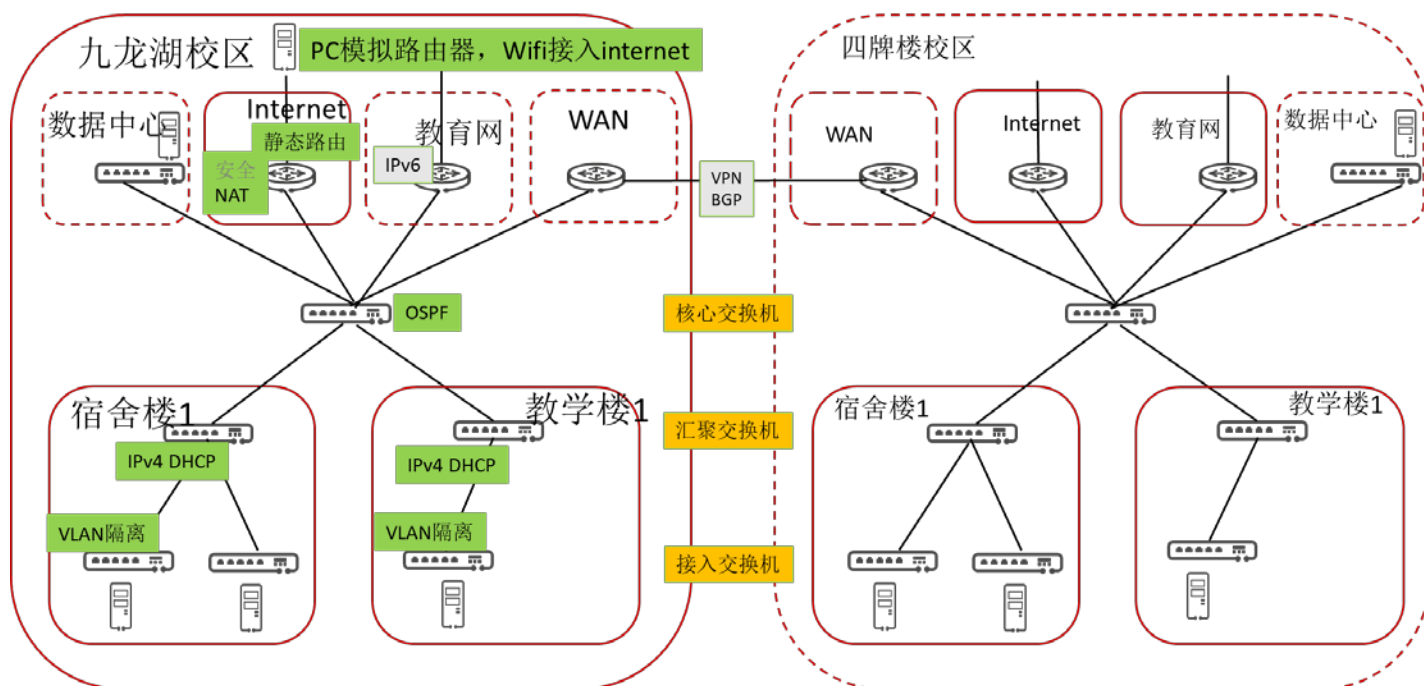 九龙湖校区
PC模拟路由器，Wifi接入internet
四牌楼校区
数据中心
Internet
静态路由
安全
NAT
教育网
IPv6
WAN
VPN
BGP
WAN
Internet
教育网
数据中心
OSPF
核心交换机
宿舍楼1
IPv4 DHCP
VLAN隔离
教学楼1
IPv4 DHCP
VLAN隔离
汇聚交换机
接入交换机
宿舍楼1
教学楼1